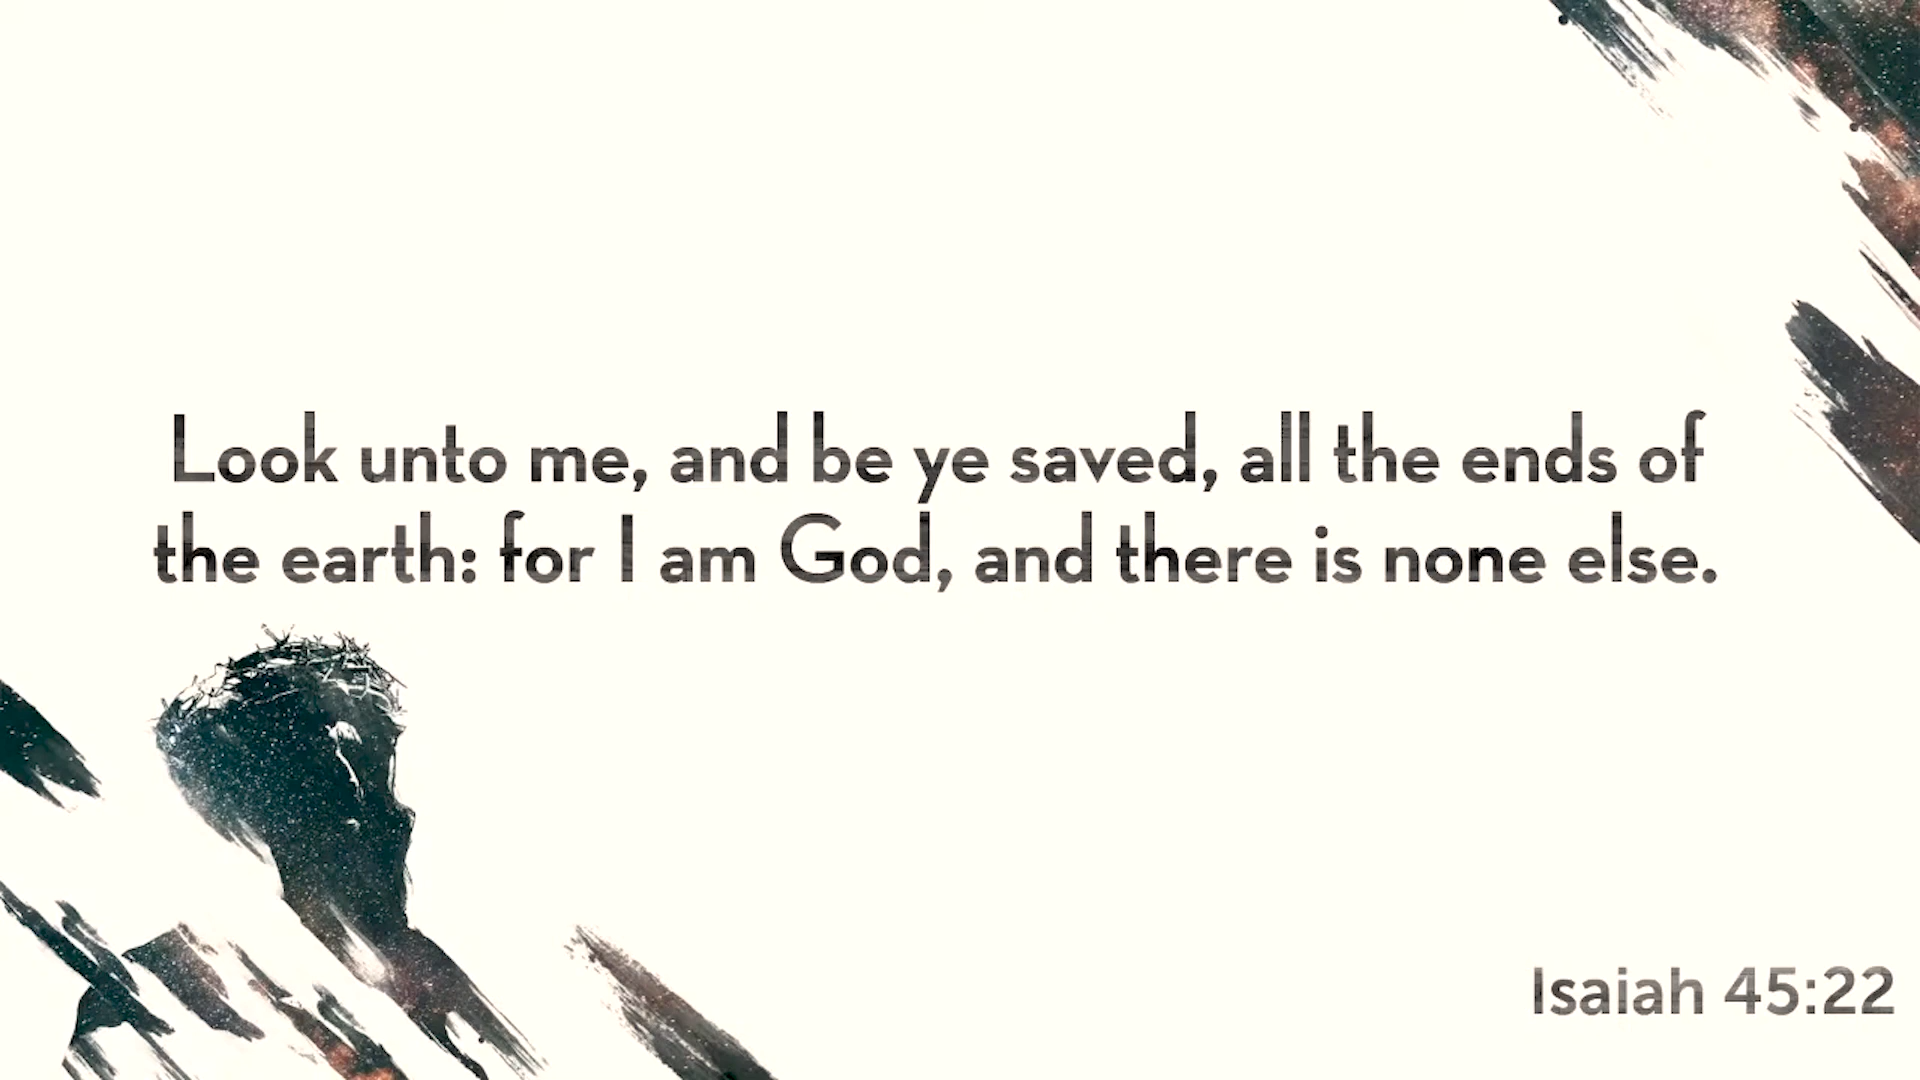 Look unto me, and be ye saved, all the ends of
the earth: for I am God, and there is none else.
Isaiah 45:22